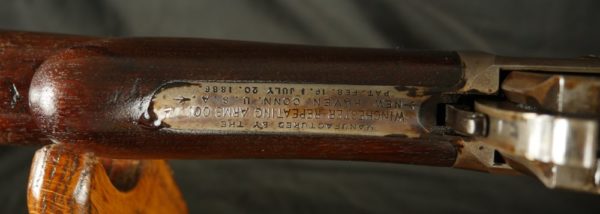 MANUFACTURED BY THE
WINCHESTER REPEATING ARMS CO.
NEW HAVEN, CONN. U.S.A.
PAT. FEB. 16. & JULY 20. 1886